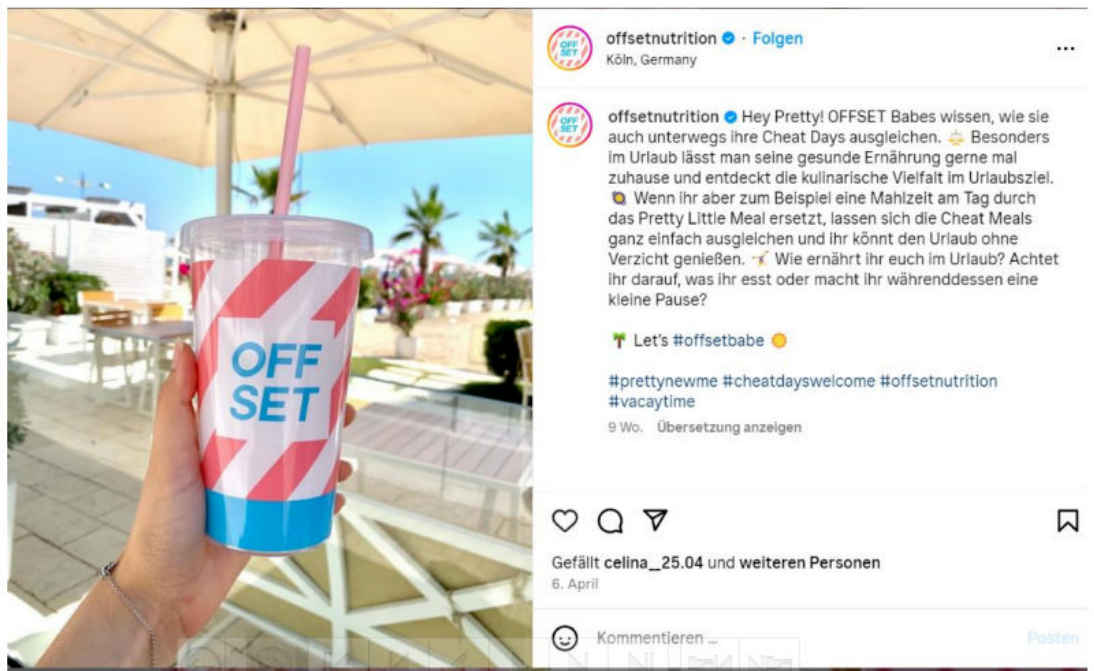 OFF
SET
OFF
SET
offsetnutrition · Folgen
Köln, Germany
OFF
SET
offsetnutrition Hey Pretty! OFFSET Babes wissen, wie sie
auch unterwegs ihre Cheat Days ausgleichen. ⚖️ Besonders
im Urlaub lässt man seine gesunde Ernährung gerne mal
zuhause und entdeckt die kulinarische Vielfalt im Urlaubsziel.
🥘 Wenn ihr aber zum Beispiel eine Mahlzeit am Tag durch
das Pretty Little Meal ersetzt, lassen sich die Cheat Meals
ganz einfach ausgleichen und ihr könnt den Urlaub ohne
Verzicht genießen. 🤸 Wie ernährt ihr euch im Urlaub? Achtet
ihr darauf, was ihr esst oder macht ihr währenddessen eine
kleine Pause?
🌴 Let's #offsetbabe 🌞
#prettynewme #cheatdayswelcome #offsetnutrition
#vacaytime
9 Wo. Übersetzung anzeigen
Gefällt celina__25.04 und weiteren Personen
6. April
Kommentieren ...
Posten